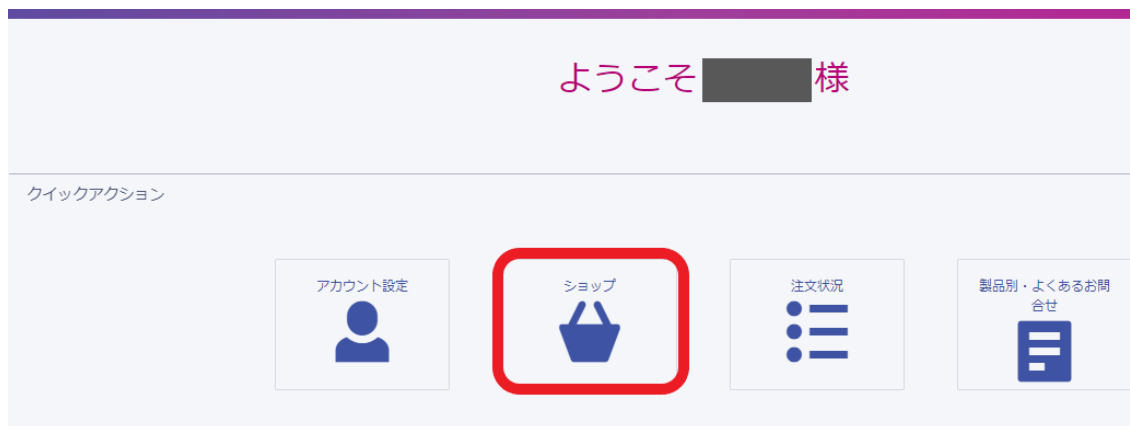 ようこそ 様
クイックアクション
アカウント設定
ショップ
注文状況
製品別・よくあるお問
合せ